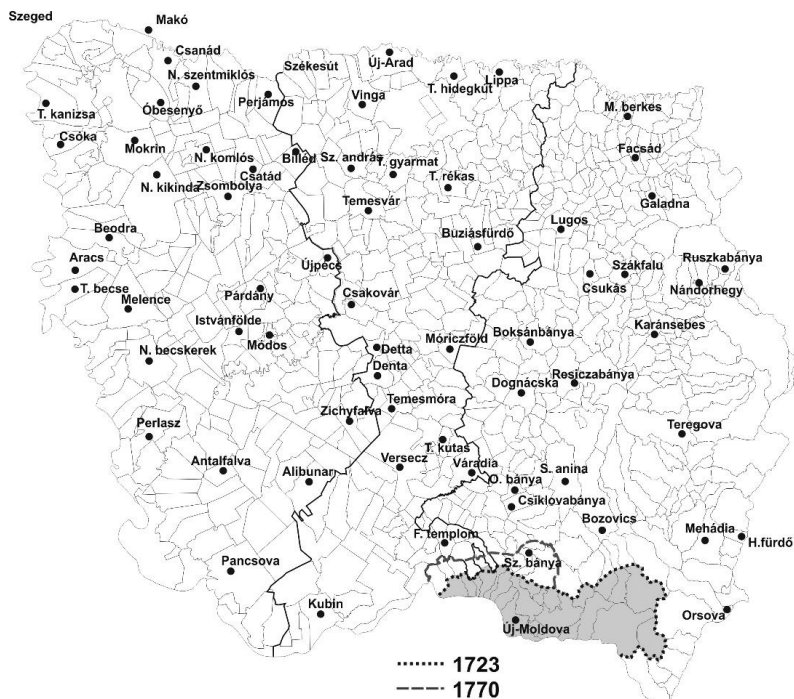 Szeged
Makó
Csanád
N. szentmiklós
Székesút
Új-Arad
T. hidegkút
Lippa
T. kanizsa
Óbesenyő
Perjámos
Vinga
M. berkes
Csóka
Mokrin
N. komlós
Csatád
Billéd
Sz. andrás
T. gyarmat
T. rékas
Facsád
N. kikinda
Zsombolya
Temesvár
Galadna
Beodra
Buziásfürdő
Lugos
Aracs
Újpécs
Csukás
Szákfalu
Ruszkabánya
Nándorhegy
T. becse
Melence
Párdány
Csakovár
Istvánfölde
Módos
Móriczföld
Boksánbánya
Karánsebes
N. becskerek
Detta
Denta
Dognácska
Resiczabánya
Perlasz
Zichyfalva
Temesmóra
Teregova
Antalfalva
Alibunar
Versecz
T. kutas
Váradia
O. bánya
S. anina
Csiklovabánya
Bozovics
Mehádia
H.fürdő
F. templom
Sz. bánya
Pancsova
Kubin
Új-Moldova
Orsova
1723
1770